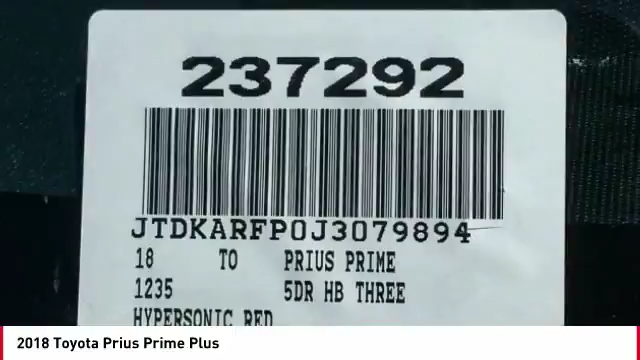 237292
JTDKARFP0J3079894
18 TO PRIUS PRIME
1235 5DR HB THREE
HYPERSONIC RED
2018 Toyota Prius Prime Plus